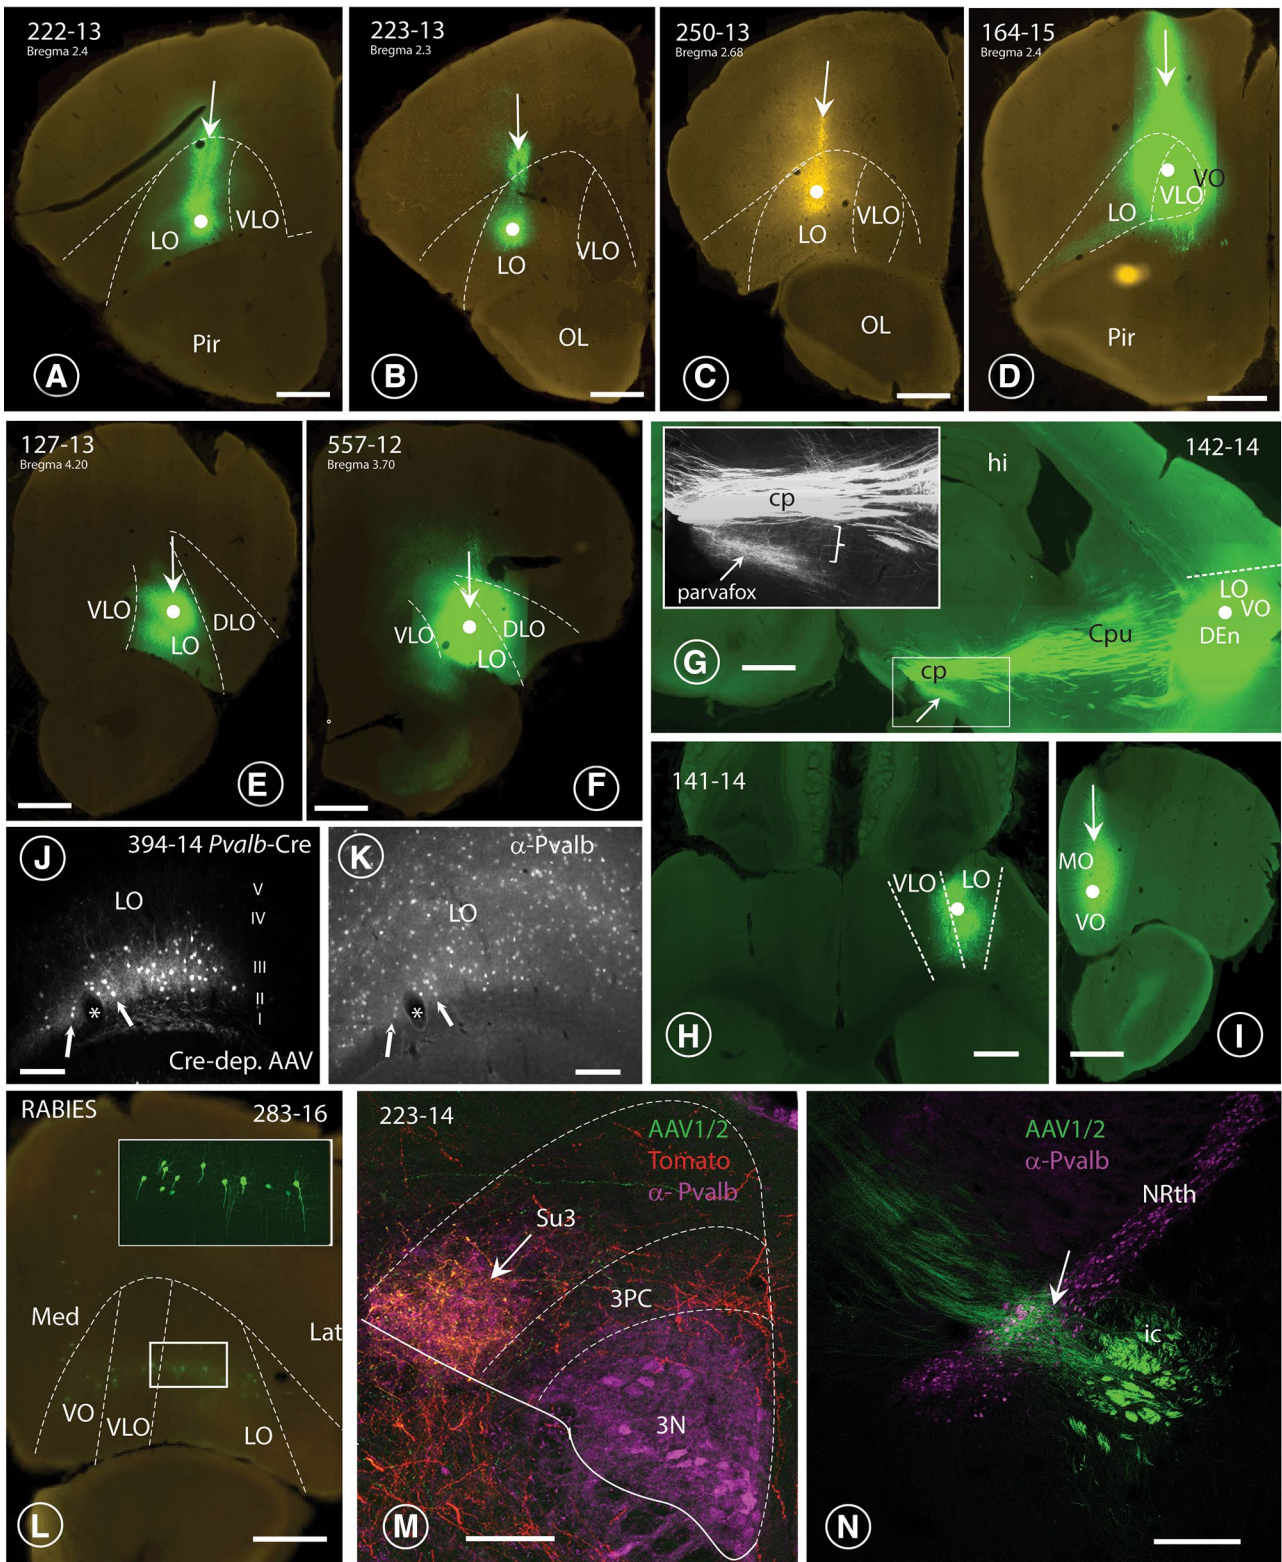 222-13
Bregma 2.4
LO
VLO
Pir
A
223-13
Bregma 2.3
LO
VLO
OL
B
250-13
Bregma 2.68
LO
VLO
OL
C
164-15
Bregma 2.4
VO
VLO
LO
Pir
D
127-13
Bregma 4.20
VLO
LO
DLO
E
557-12
Bregma 3.70
VLO
DLO
LO
F
142-14
hi
cp
parvafox
LO
VO
DEn
Cpu
cp
G
141-14
VLO
LO
H
MO
VO
I
J
394-14 Pvalb-Cre
LO
V
IV
III
II
I
*
Cre-dep. AAV
K
α-Pvalb
LO
*
RABIES
283-16
Med
Lat
VO
VLO
LO
L
223-14
AAV1/2
Tomato
α- Pvalb
Su3
3PC
3N
M
AAV1/2
α-Pvalb
NRth
ic
N